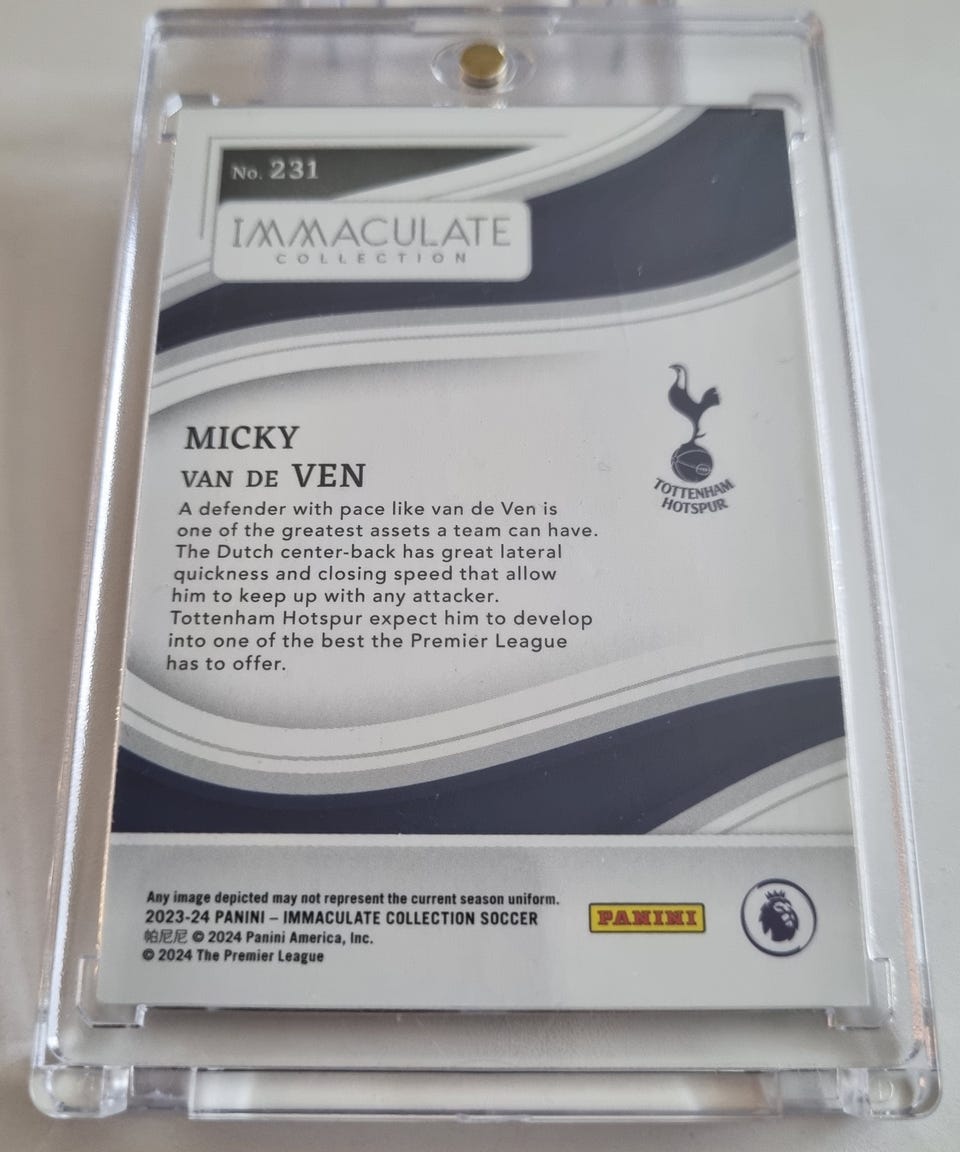 No. 231
IMMACULATE
COLLECTION
TOTTENHAM
HOTSPUR
MICKY
VAN DE VEN
A defender with pace like van de Ven is
one of the greatest assets a team can have.
The Dutch center-back has great lateral
quickness and closing speed that allow
him to keep up with any attacker.
Tottenham Hotspur expect him to develop
into one of the best the Premier League
has to offer.
Any image depicted may not represent the current season uniform.
2023-24 PANINI – IMMACULATE COLLECTION SOCCER
帕尼尼 © 2024 Panini America, Inc.
© 2024 The Premier League
PANINI